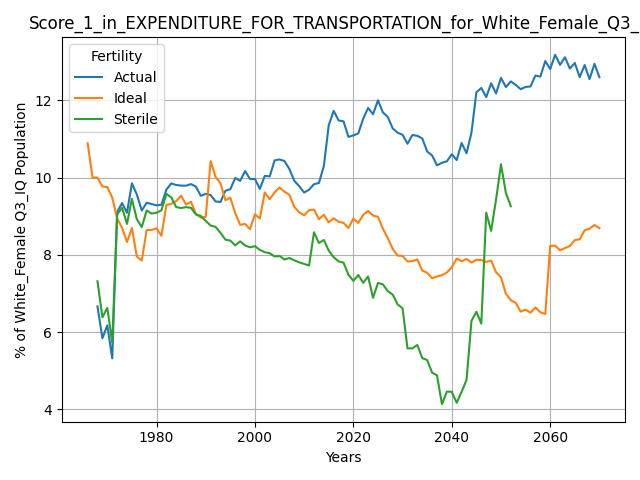 Score_1_in_EXPENDITURE_FOR_TRANSPORTATION_for_White_Female_Q3_
Fertility
Actual
Ideal
Sterile
% of White_Female Q3_IQ Population
12
10
8
6
4
1980 2000 2020 2040 2060
Years